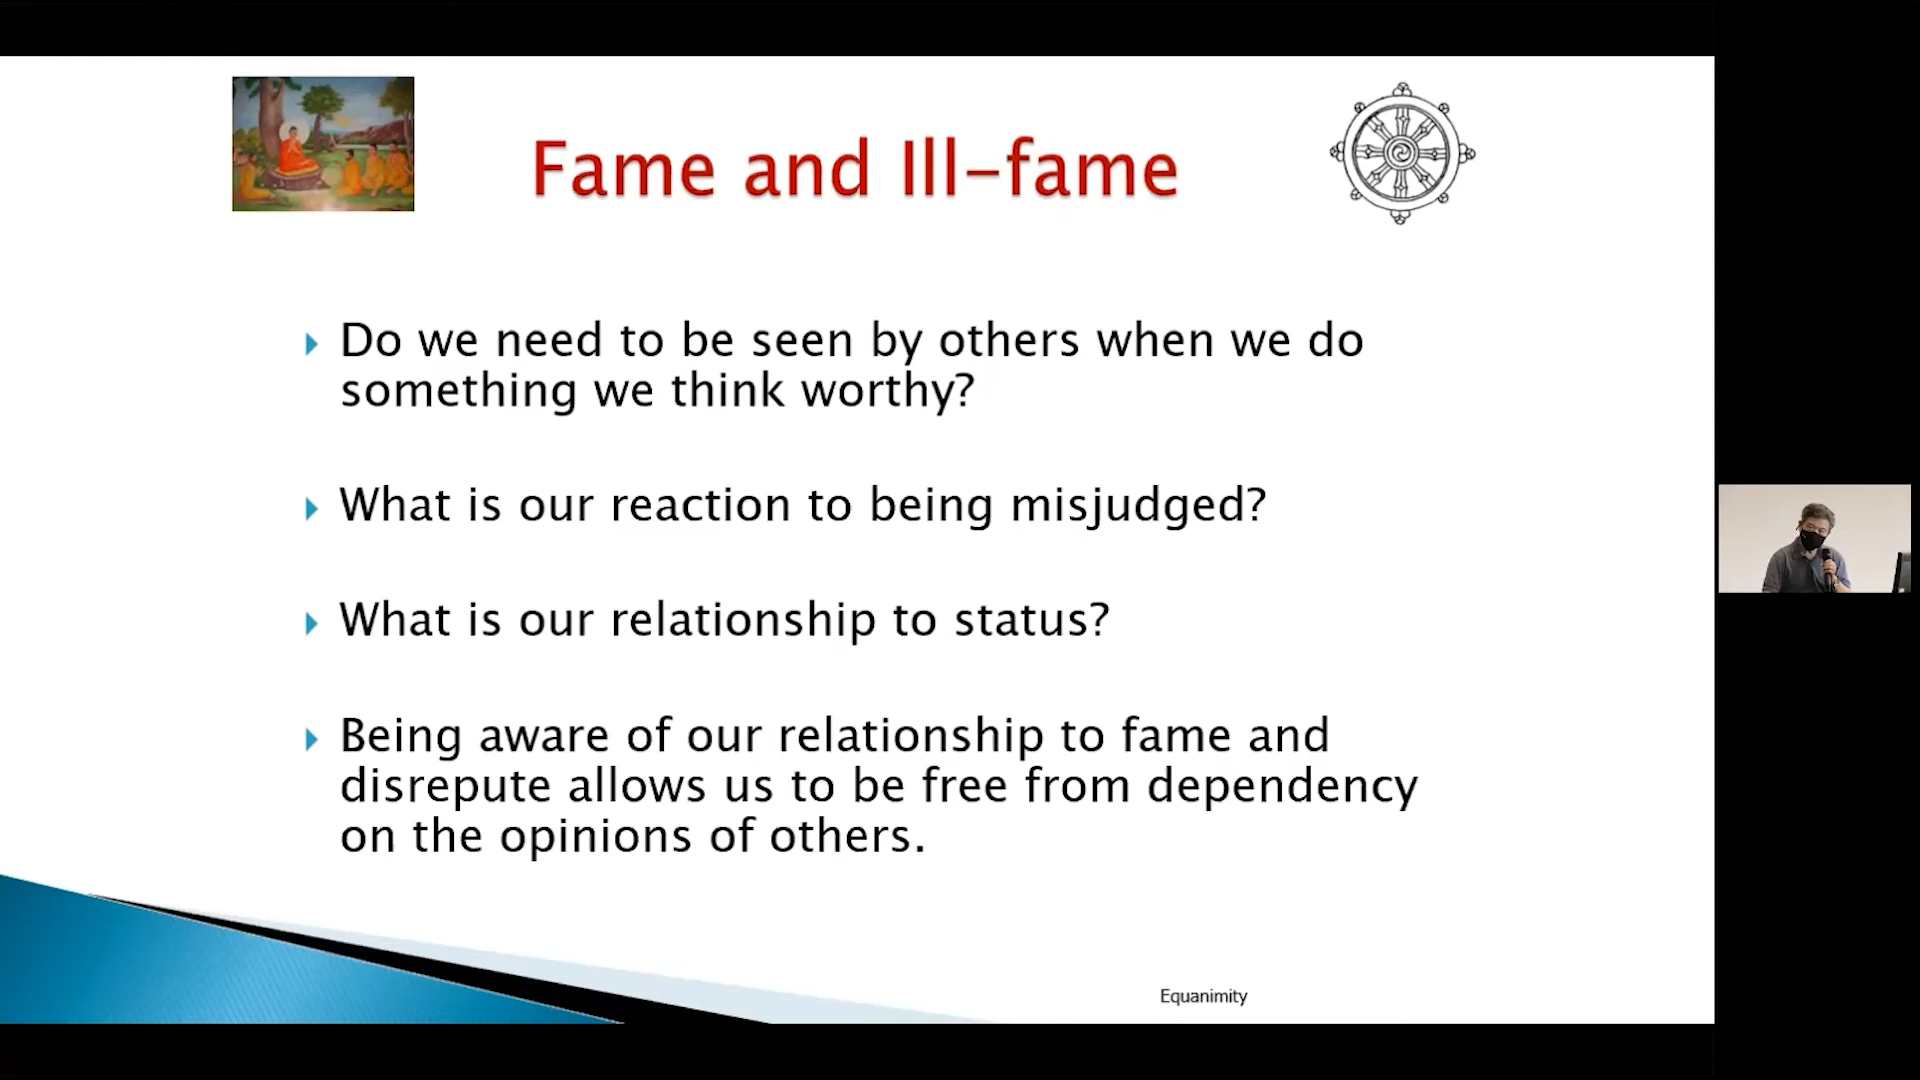 Fame and Ill-fame
Do we need to be seen by others when we do
something we think worthy?
What is our reaction to being misjudged?
What is our relationship to status?
Being aware of our relationship to fame and
disrepute allows us to be free from dependency
on the opinions of others.
Equanimity